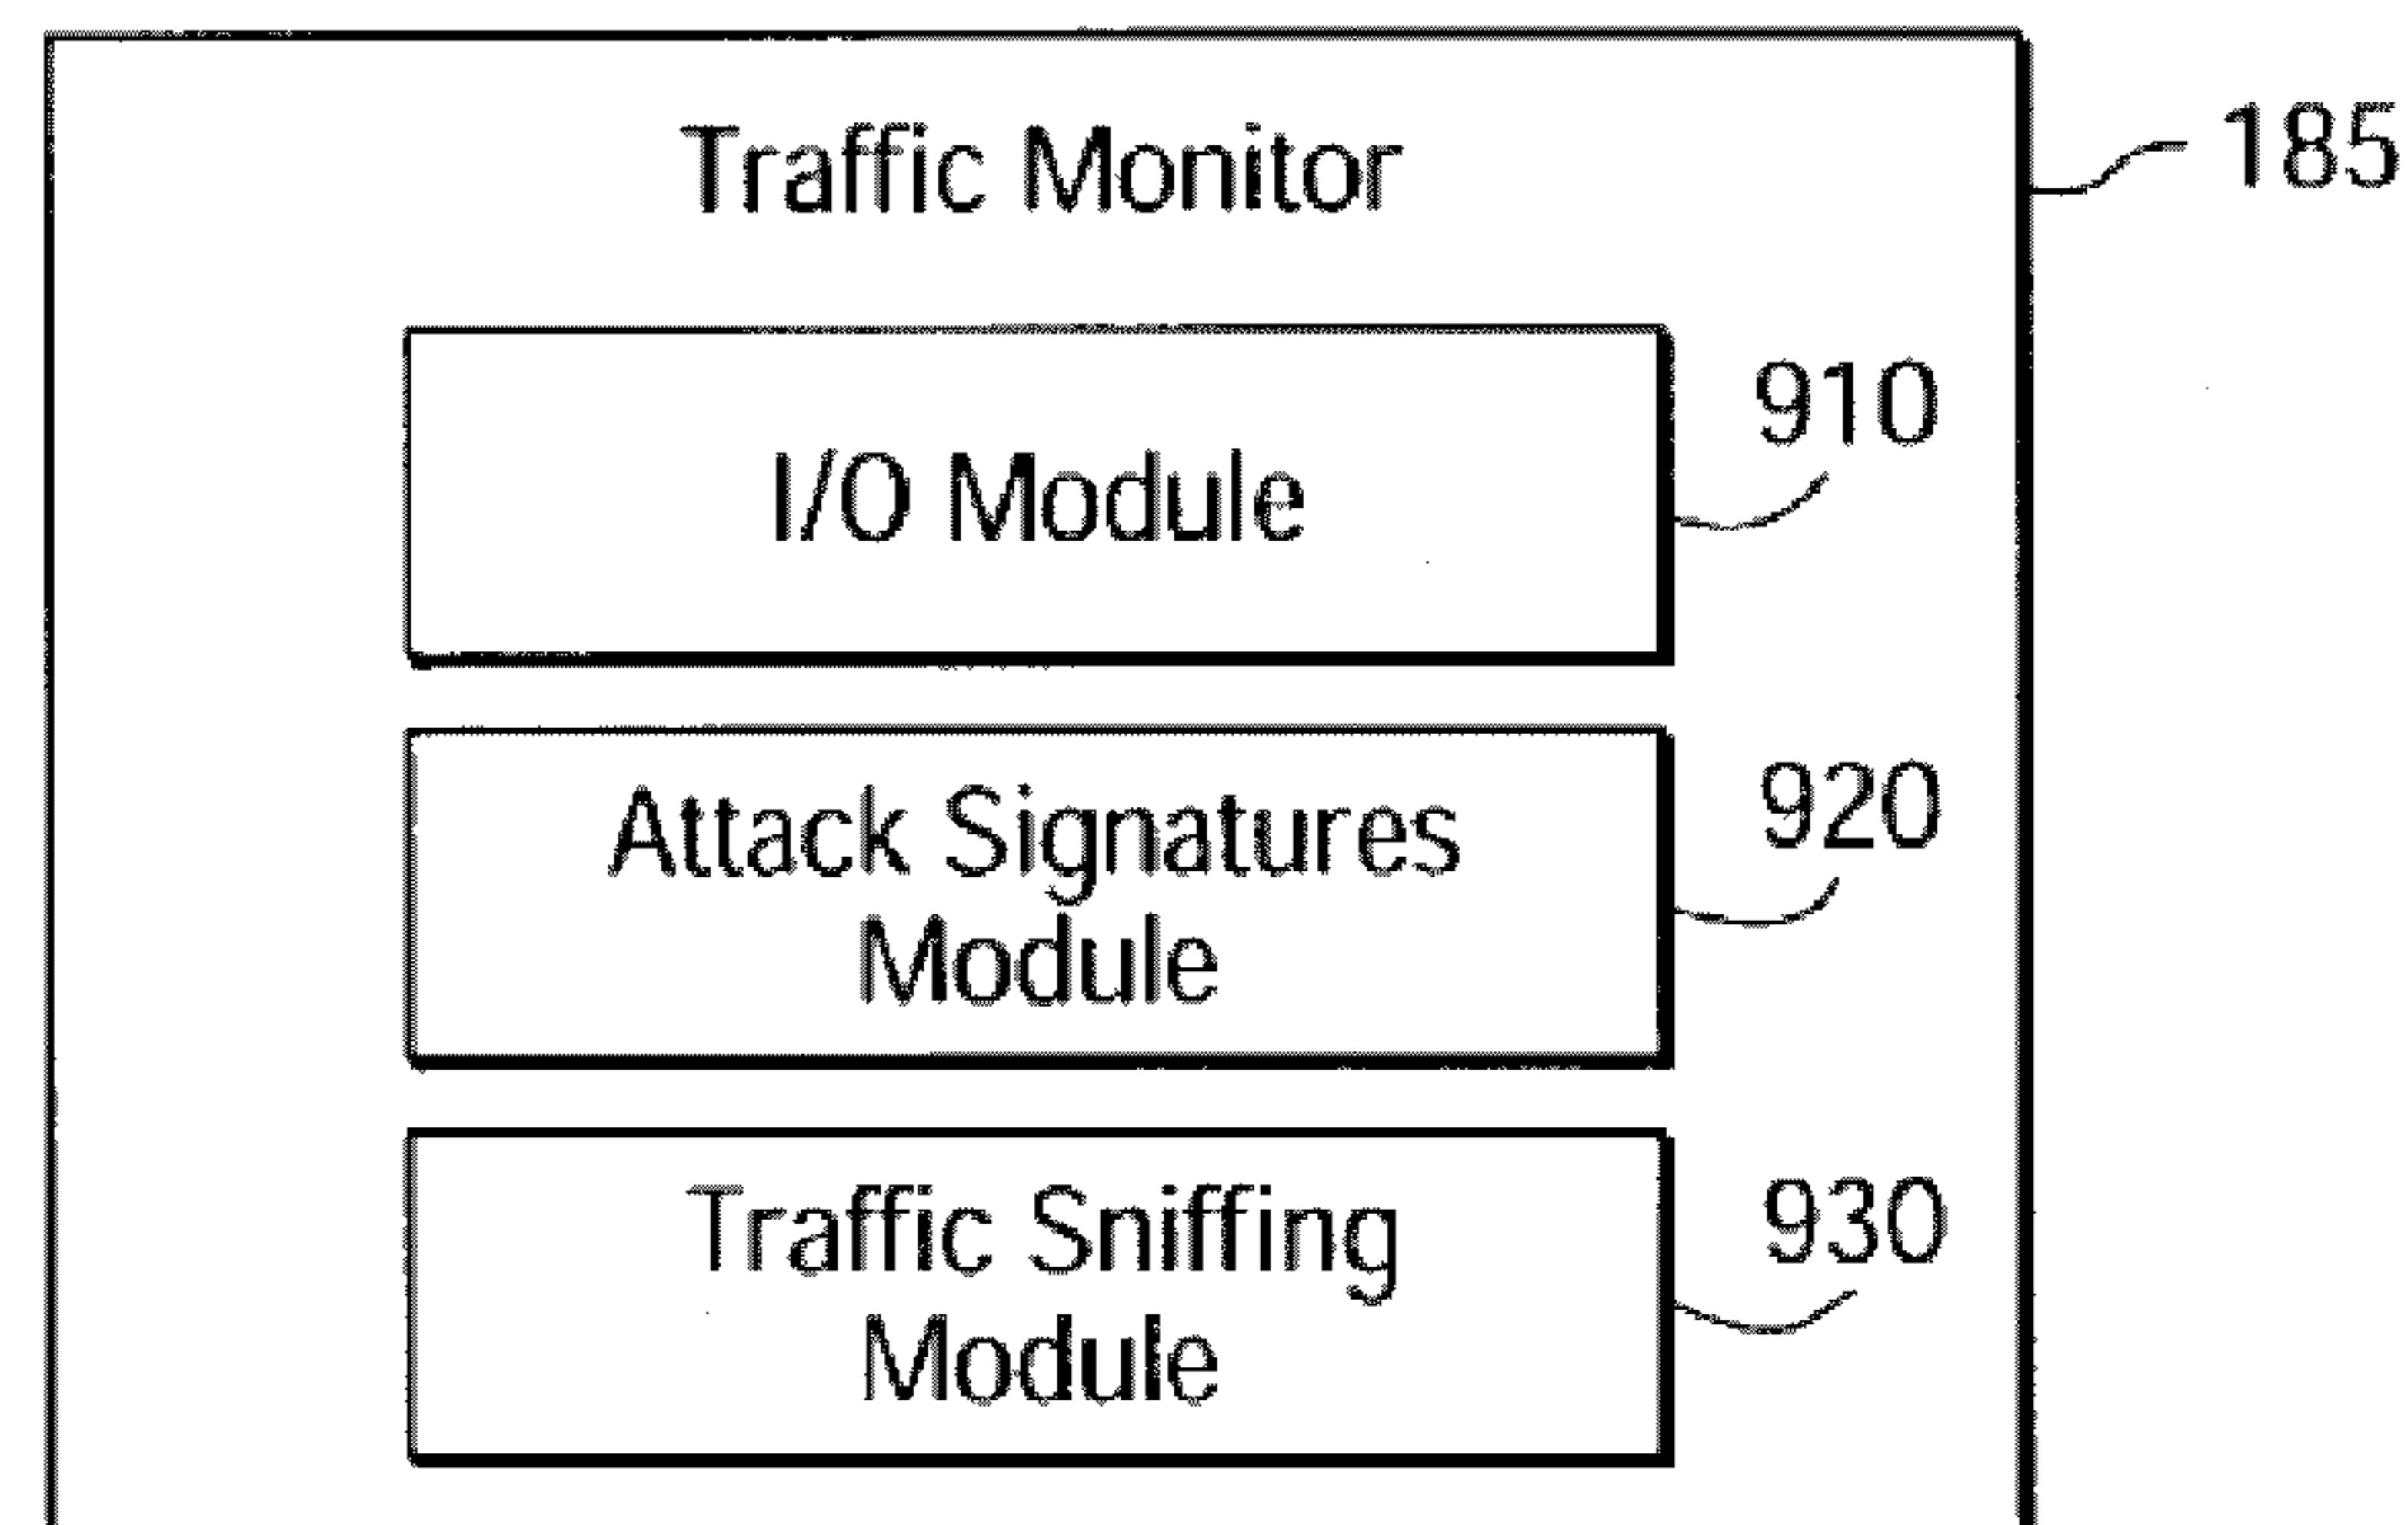 Traffic Monitor
185
I/O Module
910
Attack Signatures
Module
920
Traffic Sniffing
Module
930